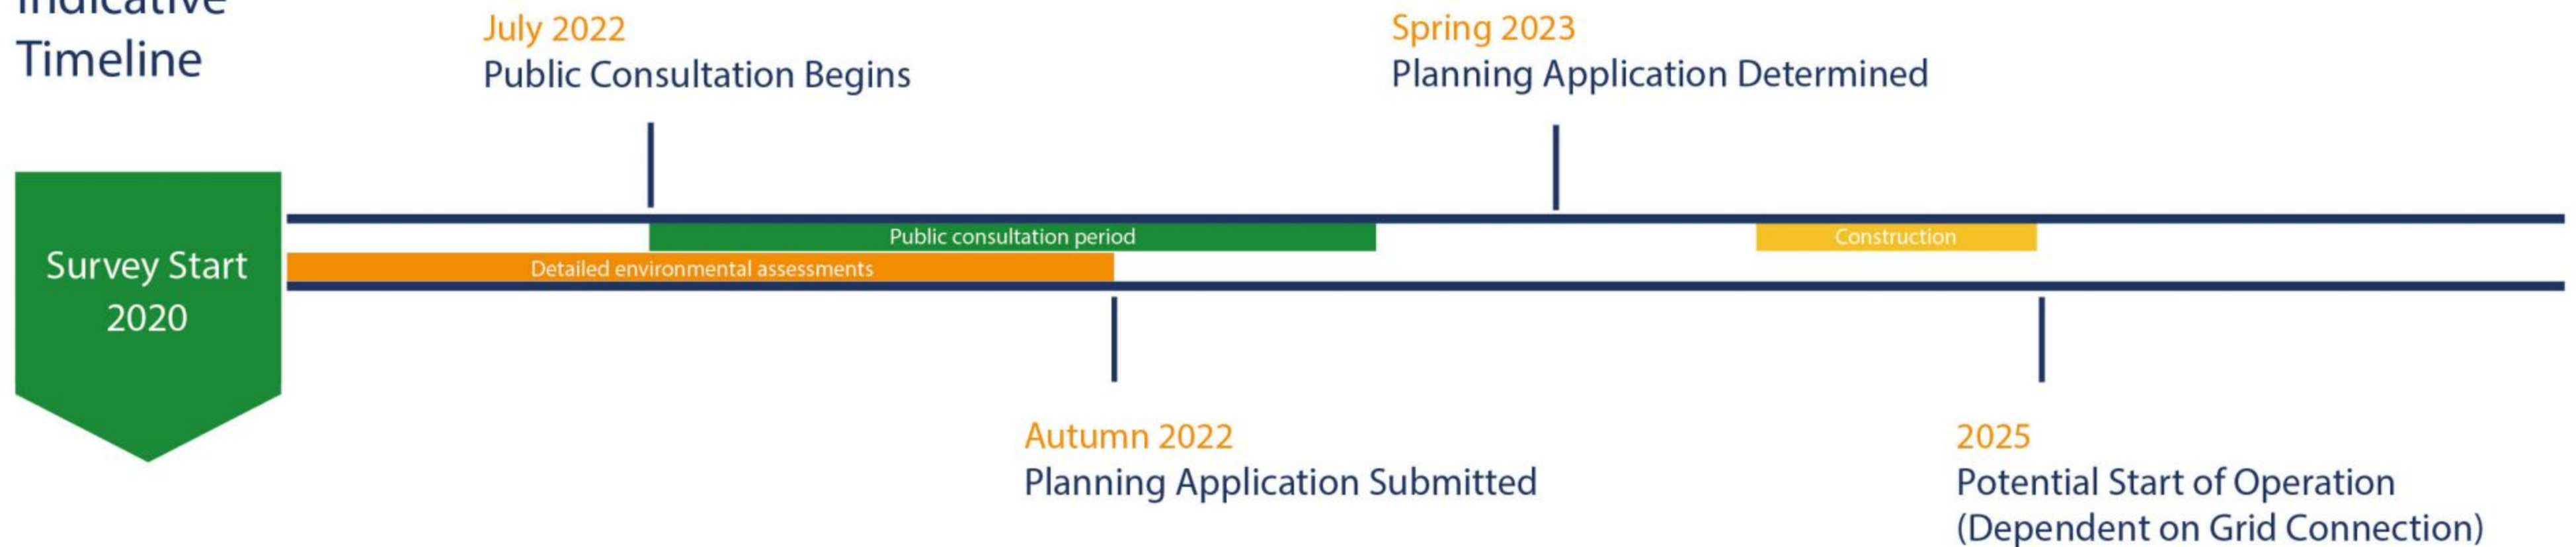 Indicative
Timeline
July 2022
Public Consultation Begins
Spring 2023
Planning Application Determined
Survey Start
2020
Public consultation period
Construction
Detailed environmental assessments
Autumn 2022
Planning Application Submitted
2025
Potential Start of Operation
(Dependent on Grid Connection)